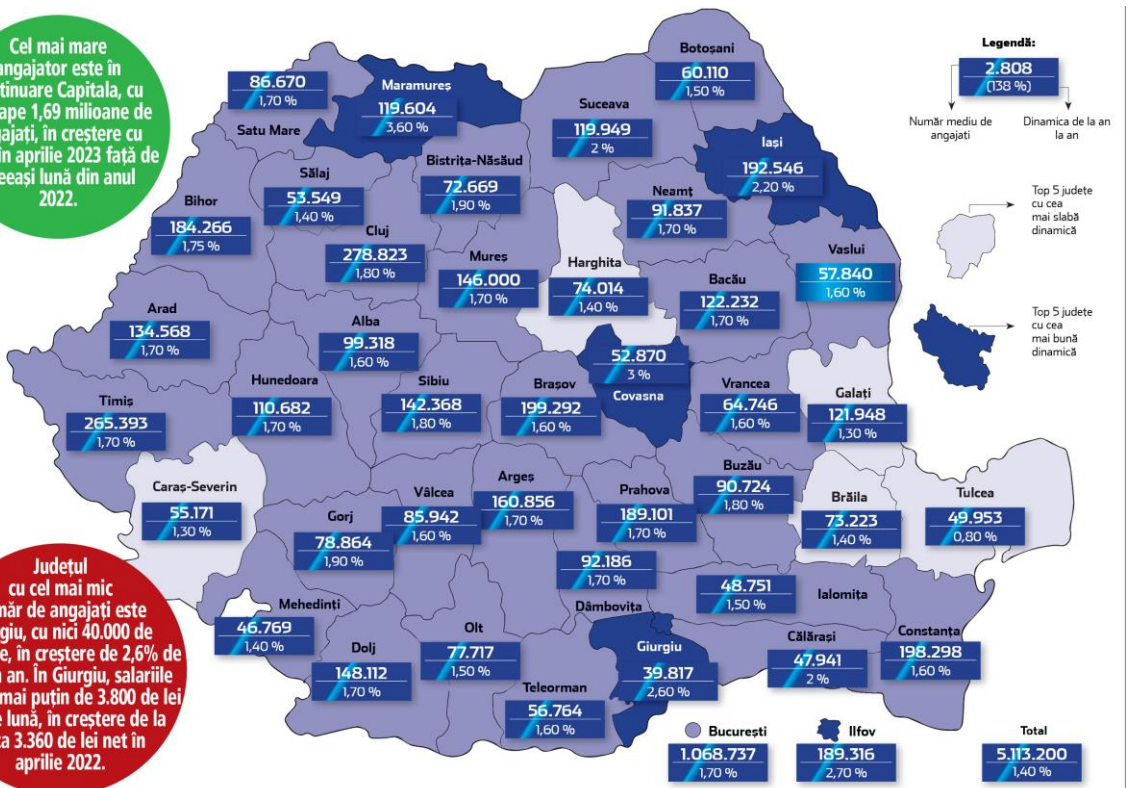 Cel mai mare
angajator este în
tinuare Capitala, cu
ape 1,69 milioane de
gajați, în creștere cu
în aprilie 2023 față de
eeași lună din anul
2022.
Legendă:
2.808
(138 %)
Număr mediu de
angajați
Dinamica de la an
la an
Top 5 județe
cu cea
mai slabă
dinamică
Top 5 județe
cu cea
mai bună
dinamică
86.670
1,70 %
Satu Mare
Maramureș
119.604
3,60 %
Botoșani
60.110
1,50 %
Suceava
119.949
2 %
Iași
192.546
2,20 %
Bistrița-Năsăud
72.669
1,90 %
Sălaj
53.549
1,40 %
Bihor
184.266
1,75 %
Cluj
278.823
1,80 %
Neamț
91.837
1,70 %
Mureș
146.000
1,70 %
Harghita
74.014
1,40 %
Bacău
122.232
1,70 %
Vaslui
57.840
1,60 %
Arad
134.568
1,70 %
Alba
99.318
1,60 %
Timiș
265.393
1,70 %
Hunedoara
110.682
1,70 %
Sibiu
142.368
1,80 %
Brașov
199.292
1,60 %
52.870
3 %
Covasna
Vrancea
64.746
1,60 %
Galați
121.948
1,30 %
Caraș-Severin
55.171
1,30 %
Gorj
78.864
1,90 %
Vâlcea
85.942
1,60 %
Argeș
160.856
1,70 %
Prahova
189.101
1,70 %
Buzău
90.724
1,80 %
Brăila
73.223
1,40 %
Tulcea
49.953
0,80 %
92.186
1,70 %
Dâmbovița
48.751
1,50 %
Ialomița
Mehedinți
46.769
1,40 %
Dolj
148.112
1,70 %
Olt
77.717
1,50 %
Teleorman
56.764
1,60 %
Giurgiu
39.817
2,60 %
Călărași
47.941
2 %
Constanța
198.298
1,60 %
Județul
cu cel mai mic
măr de angajați este
giu, cu nici 40.000 de
e, în creștere de 2,6% de
an. În Giurgiu, salariile
mai puțin de 3.800 de lei
lună, în creștere de la
3.360 de lei net în
aprilie 2022.
București
1.068.737
1,70 %
Ilfov
189.316
2,70 %
Total
5.113.200
1,40 %